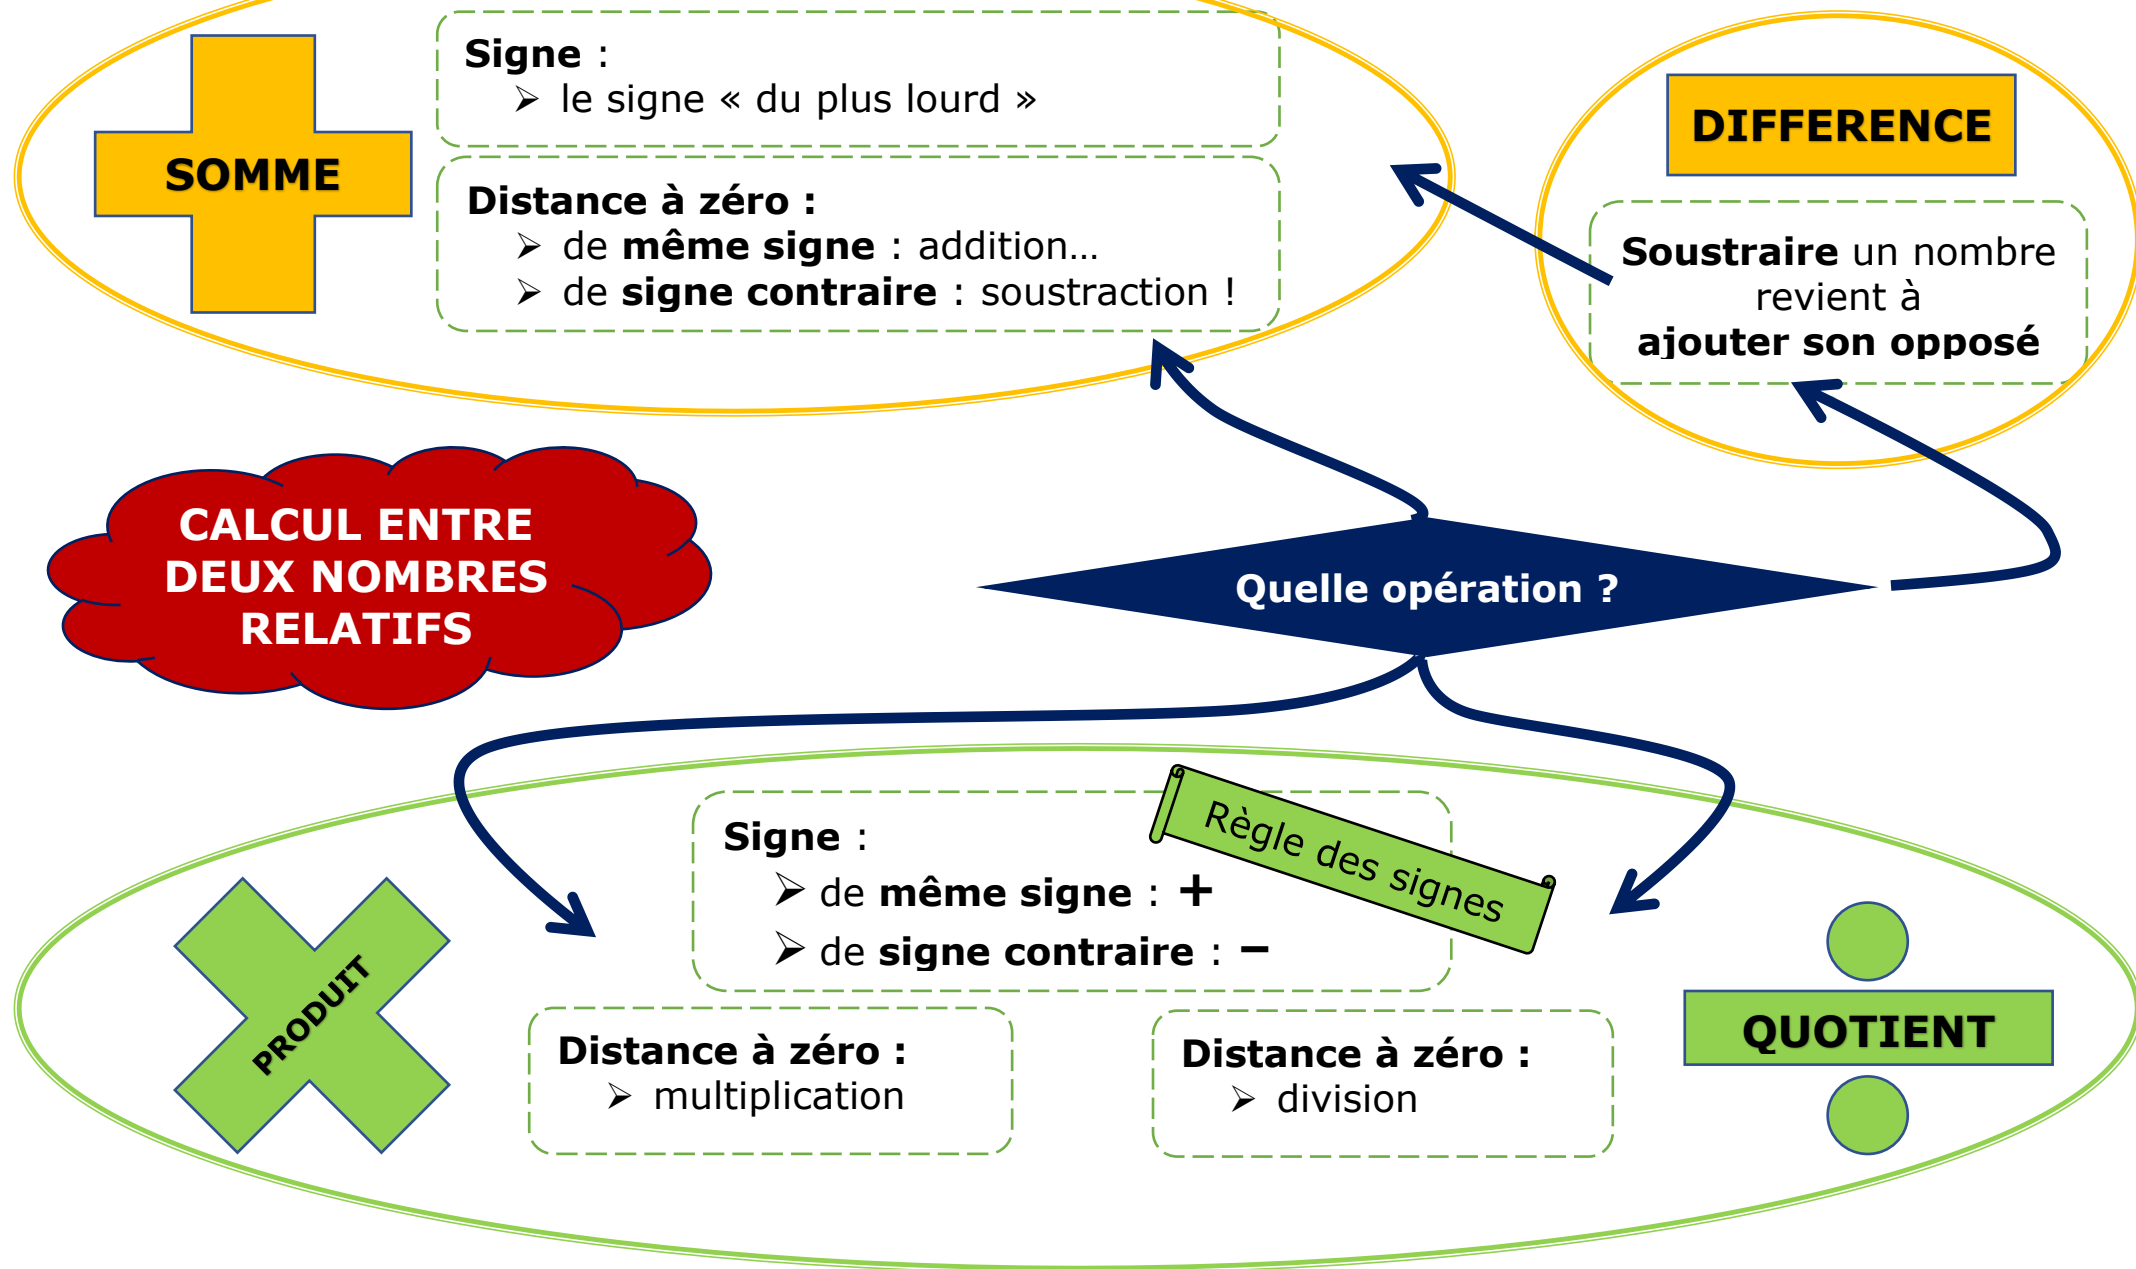 SOMME
Signe :
➢ le signe « du plus lourd »
Distance à zéro :
➢ de même signe : addition…
➢ de signe contraire : soustraction !
DIFFERENCE
Soustraire un nombre
revient à
ajouter son opposé
CALCUL ENTRE
DEUX NOMBRES
RELATIFS
Quelle opération ?
Règle des signes
Signe :
➢ de même signe : +
➢ de signe contraire : –
PRODUIT
Distance à zéro :
➢ multiplication
Distance à zéro :
➢ division
QUOTIENT